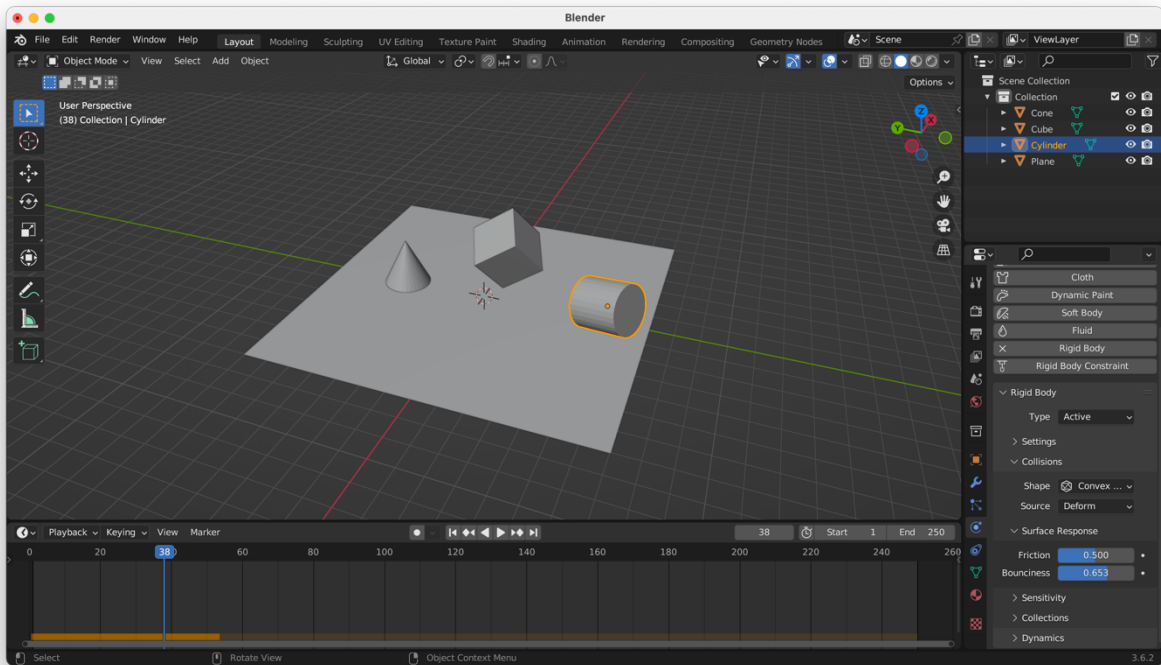 Blender
File Edit Render Window Help Layout Modeling Sculpting UV Editing Texture Paint Shading Animation Rendering Compositing Geometry Nodes Scene ViewLayer
Object Mode View Select Add Object Global
Options
User Perspective
(38) Collection | Cylinder
Z
X
Y
Scene Collection
Collection
Cone
Cube
Cylinder
Plane
Cloth
Dynamic Paint
Soft Body
Fluid
Rigid Body
Rigid Body Constraint
Rigid Body
Type Active
Settings
Collisions
Shape Convex ...
Source Deform
Surface Response
Friction 0.500
Bounciness 0.653
Sensitivity
Collections
Dynamics
Playback Keying View Marker 38 Start 1 End 250
0 20 38 60 80 100 120 140 160 180 200 220 240 260
Select Rotate View Object Context Menu 3.6.2